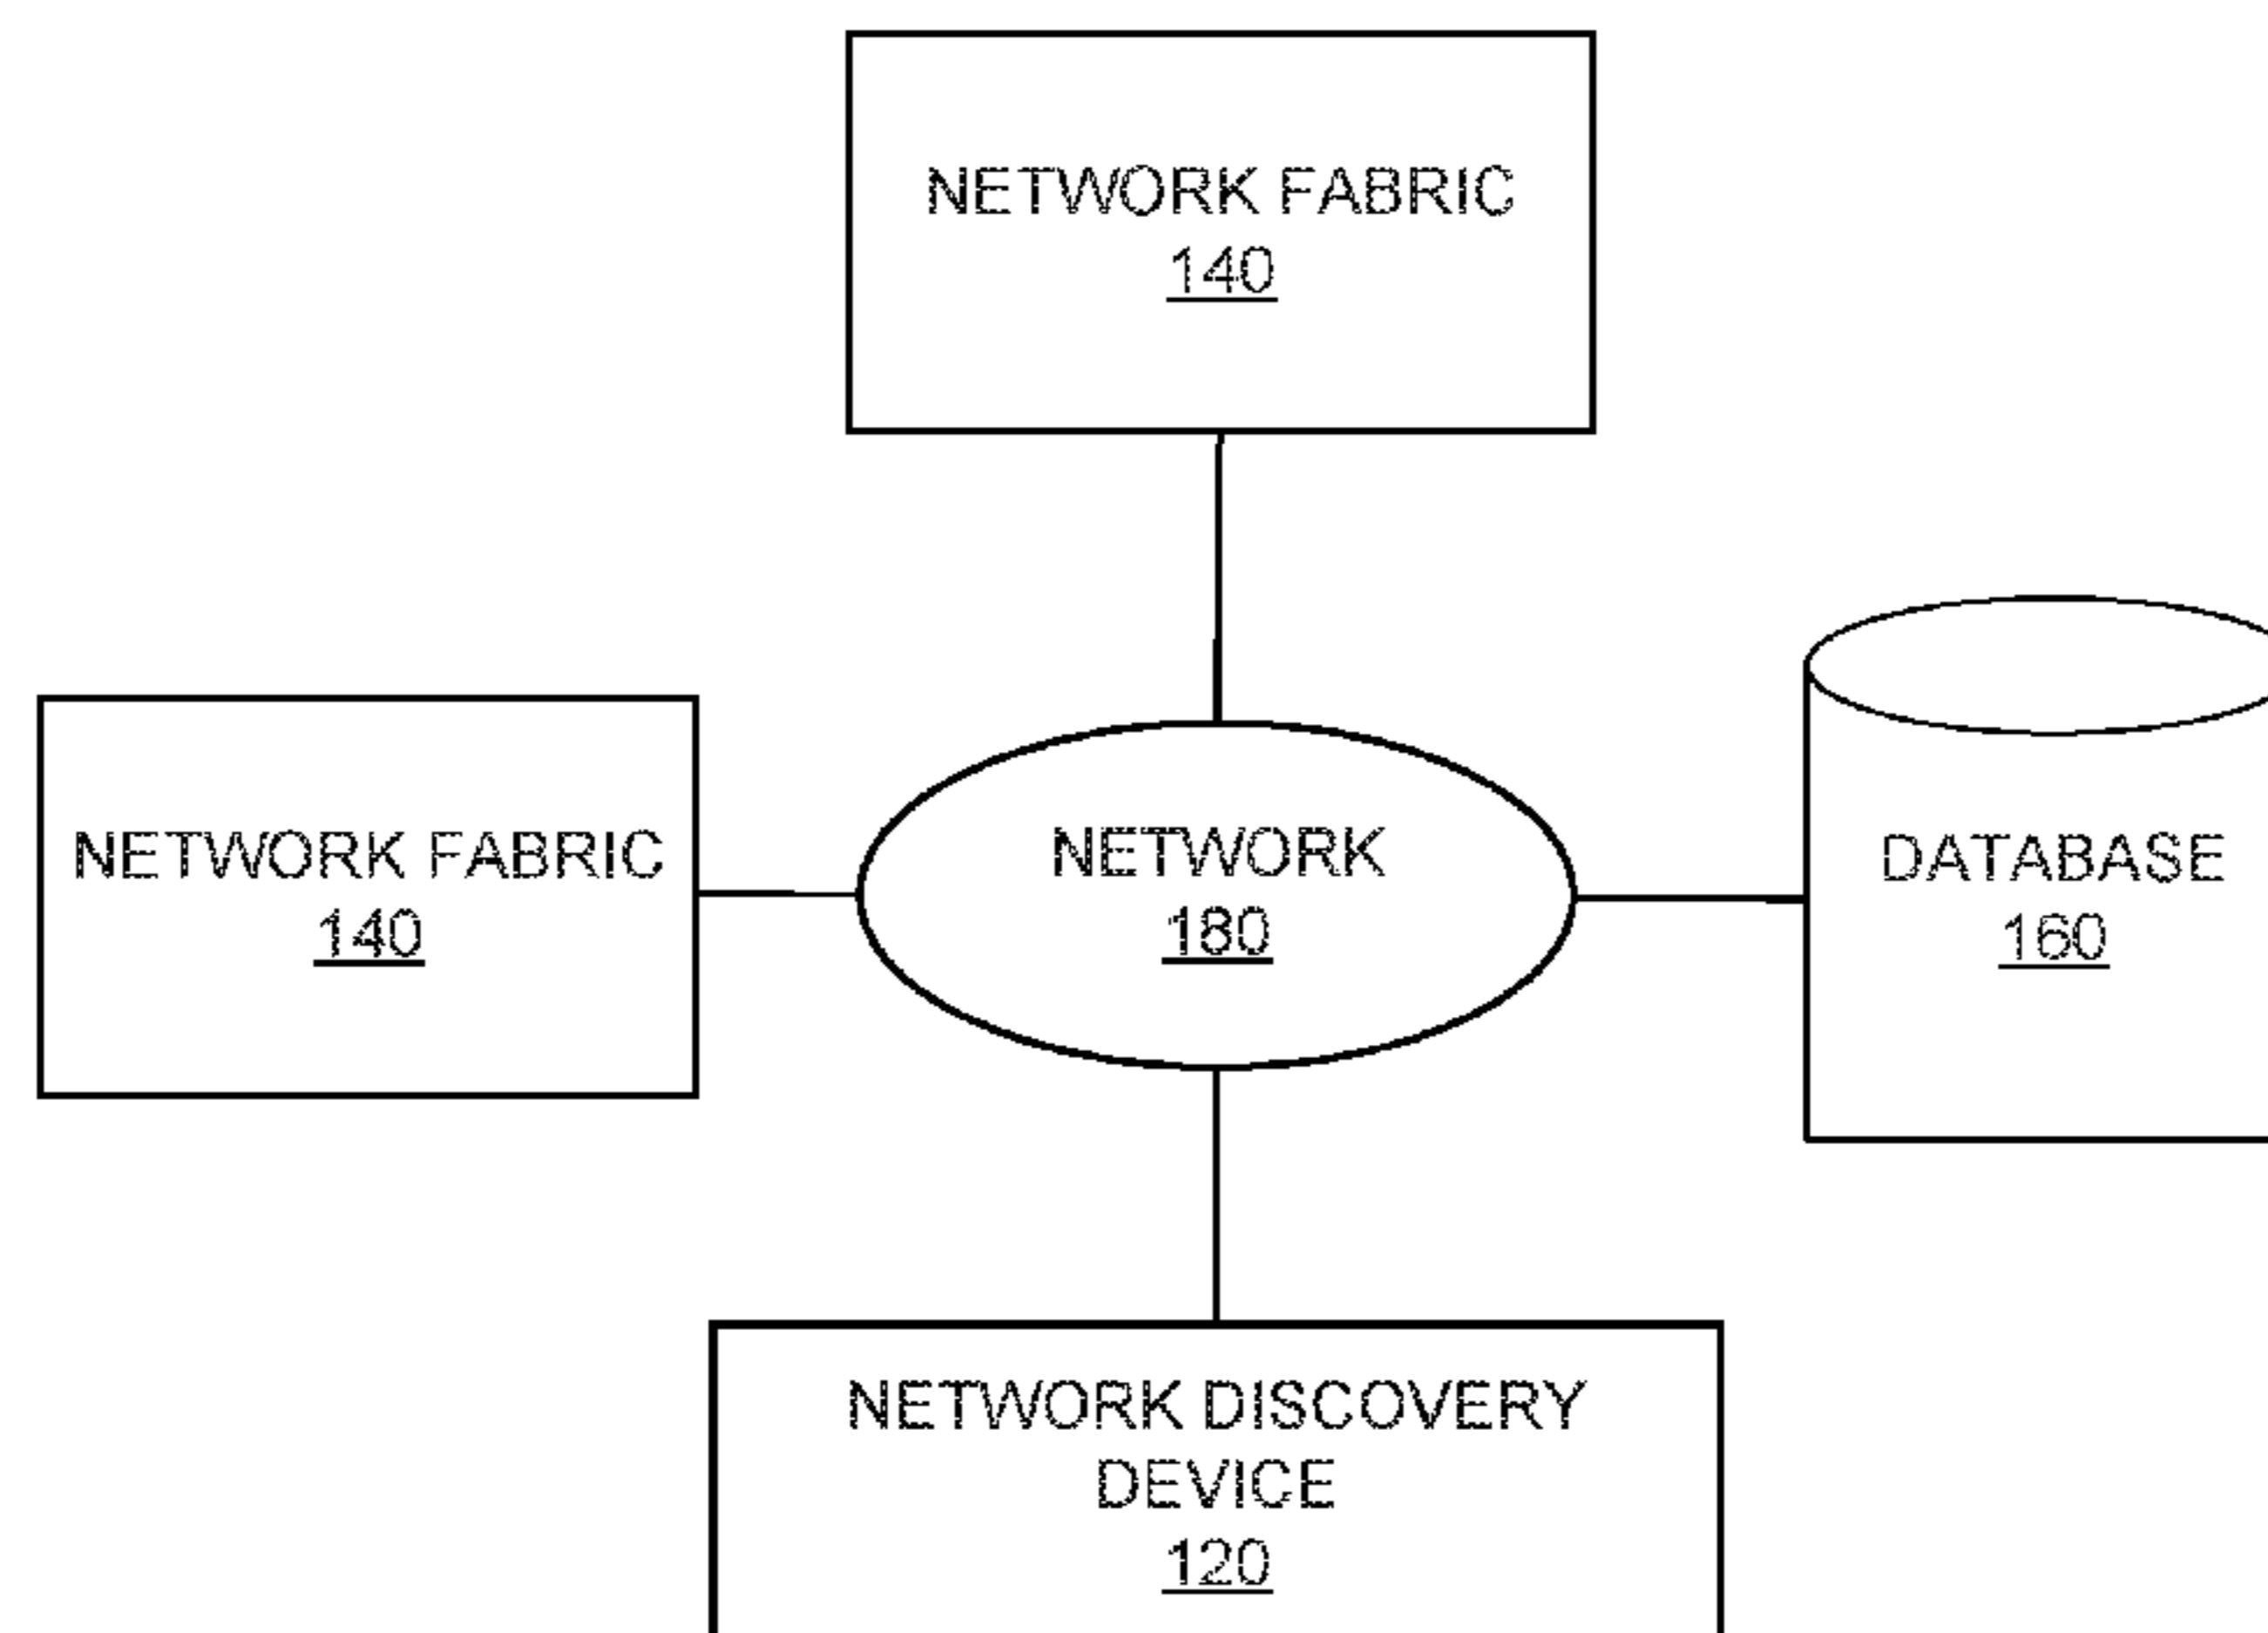 NETWORK FABRIC
140
NETWORK FABRIC
140
NETWORK
180
DATABASE
160
NETWORK DISCOVERY
DEVICE
120